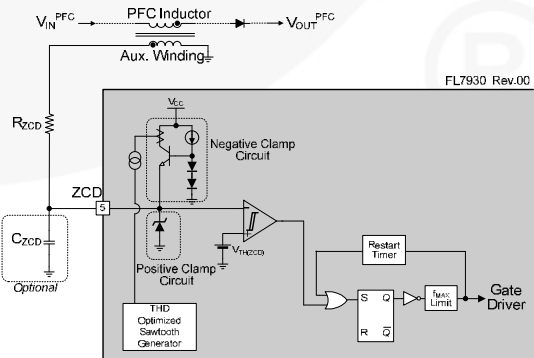 PFC Inductor
V_IN^PFC
V_OUT^PFC
Aux. Winding
FL7930 Rev.00
R_ZCD
V_CC
Negative Clamp
Circuit
ZCD
5
C_ZCD
Optional
Positive Clamp
Circuit
V_TH(ZCD)
THD
Optimized
Sawtooth
Generator
Restart
Timer
S Q
R Q̅
f_MAX
Limit
Gate
Driver
R